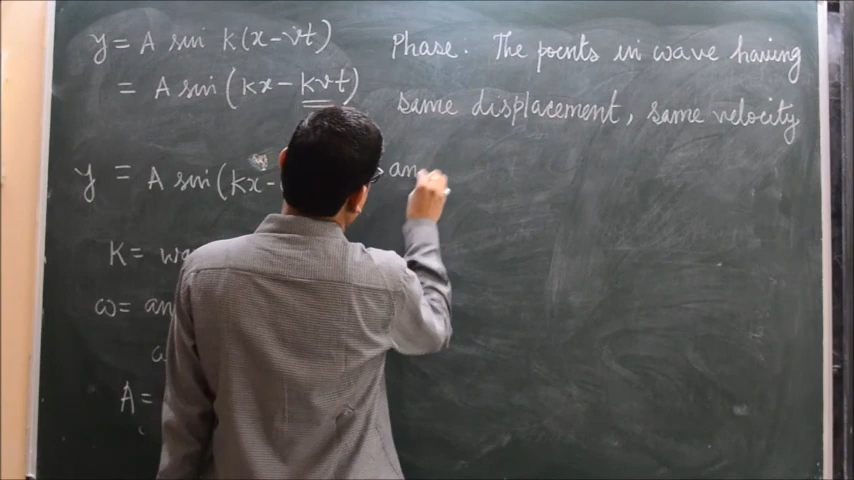 y = A sin K(x-vt)
= A sin (kx - kvt)
y = A sin (kx -
K = wa
ω = an
a
A =
Phase: The points in wave having
same displacement, same velocity
an